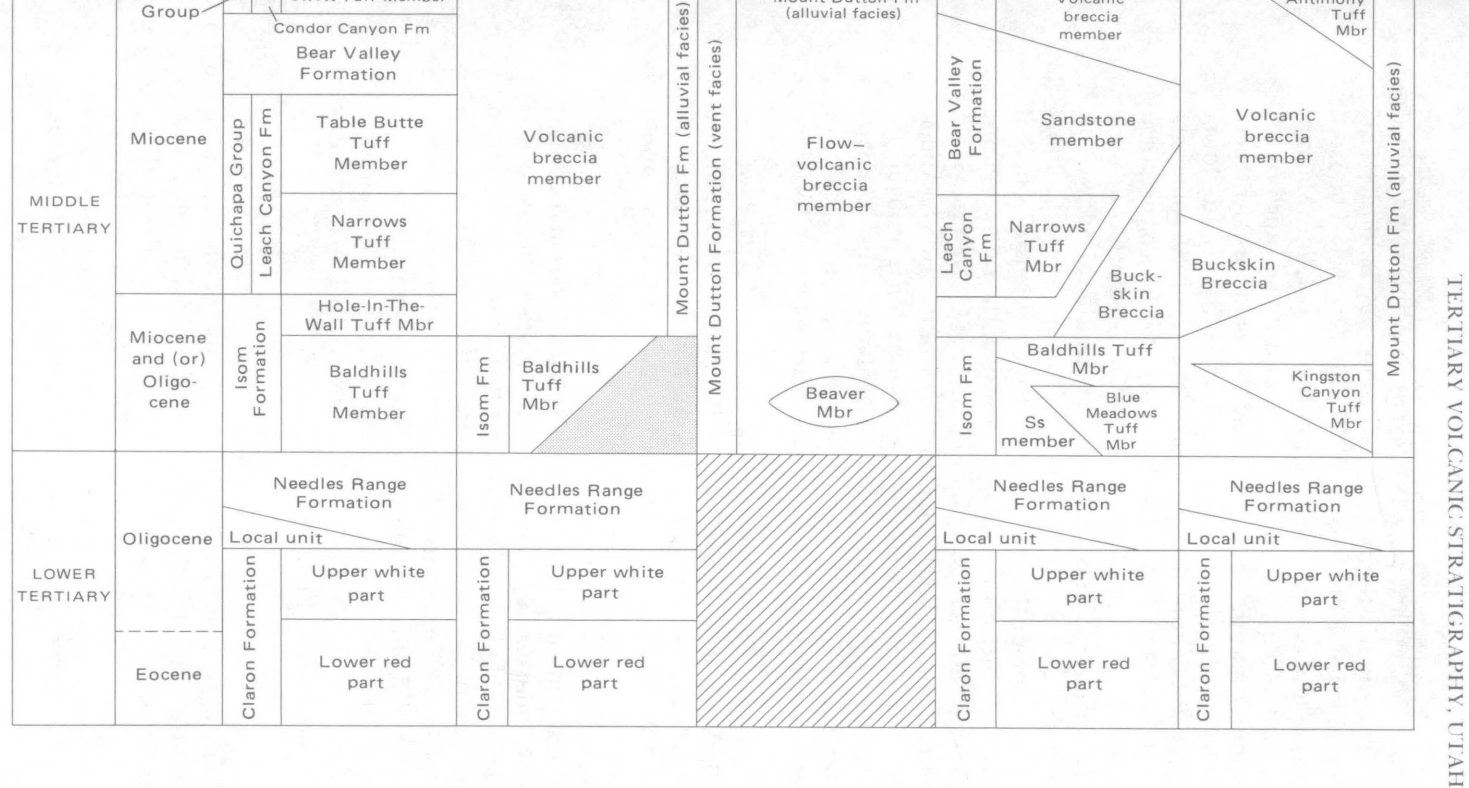 Group
Condor Canyon Fm
Bear Valley
Formation
Miocene
Quichapa Group
Leach Canyon Fm
Table Butte
Tuff
Member
Narrows
Tuff
Member
MIDDLE
TERTIARY
Miocene
and (or)
Oligo-
cene
Isom
Formation
Hole-In-The-
Wall Tuff Mbr
Baldhills
Tuff
Member
Volcanic
breccia
member
Isom Fm
Baldhills
Tuff
Mbr
Mount Dutton Fm (alluvial facies)
Mount Dutton Formation (vent facies)
Mount Dutton Fm
(alluvial facies)
Flow–
volcanic
breccia
member
Beaver
Mbr
Volcanic
breccia
member
Bear Valley
Formation
Sandstone
member
Leach
Canyon
Fm
Narrows
Tuff
Mbr
Buck-
skin
Breccia
Isom Fm
Baldhills Tuff
Mbr
Ss
member
Blue
Meadows
Tuff
Mbr
Antimony
Tuff
Mbr
Volcanic
breccia
member
Buckskin
Breccia
Kingston
Canyon
Tuff
Mbr
Mount Dutton Fm (alluvial facies)
LOWER
TERTIARY
Oligocene
Eocene
Needles Range
Formation
Local unit
Claron Formation
Upper white
part
Lower red
part
Needles Range
Formation
Claron Formation
Upper white
part
Lower red
part
Needles Range
Formation
Local unit
Claron Formation
Upper white
part
Lower red
part
Needles Range
Formation
Local unit
Claron Formation
Upper white
part
Lower red
part
TERTIARY VOLCANIC STRATIGRAPHY, UTAH